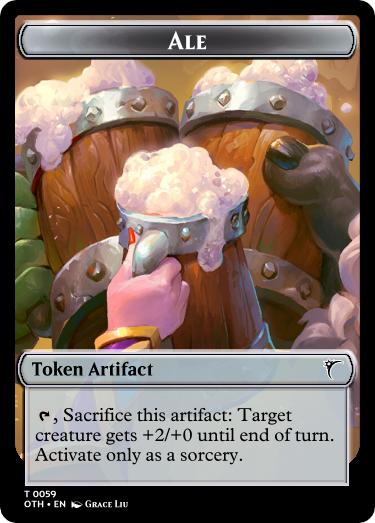 Ale
Token Artifact
, Sacrifice this artifact: Target
creature gets +2/+0 until end of turn.
Activate only as a sorcery.
T 0059
OTH • EN Grace Liu